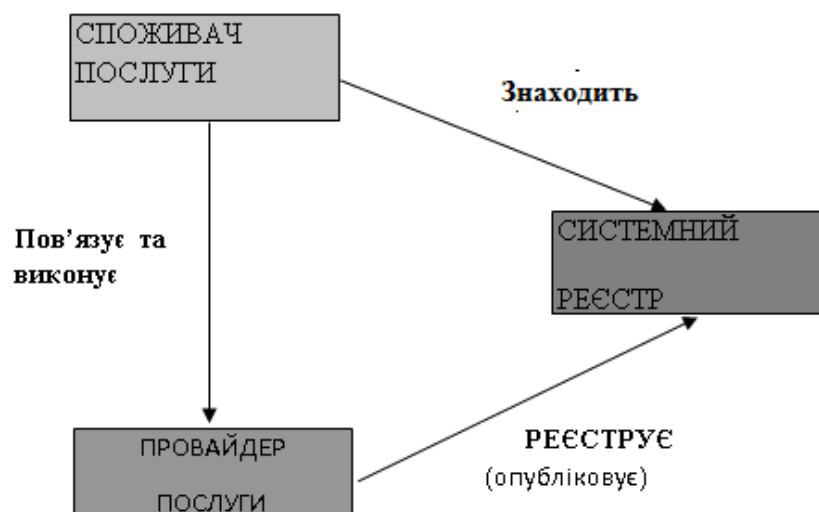 СПОЖИВАЧ
ПОСЛУГИ
Знаходить
Пов’язує та
виконує
СИСТЕМНИЙ
РЕЄСТР
ПРОВАЙДЕР
ПОСЛУГИ
РЕЄСТРУЄ
(опубліковує)